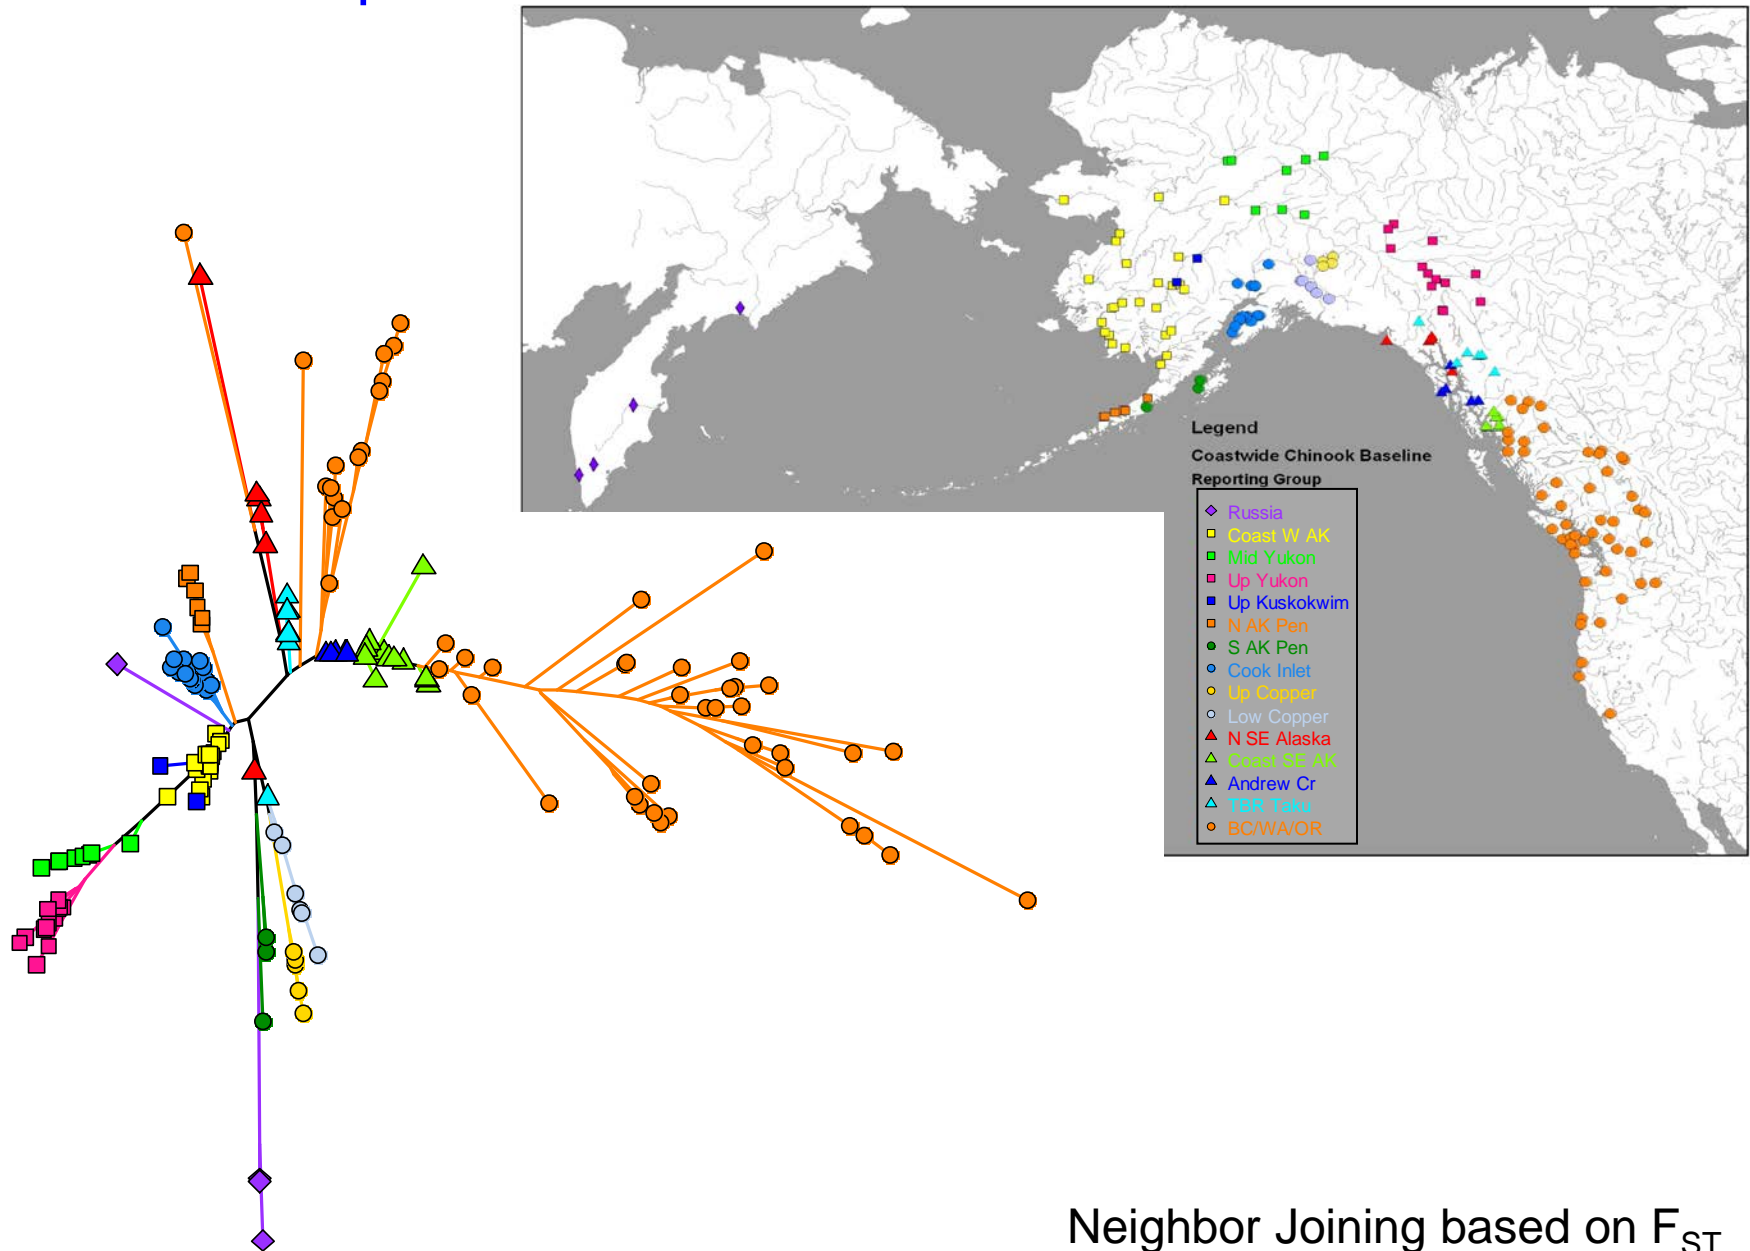 Legend
Coastwide Chinook Baseline
Reporting Group
Russia
Coast W AK
Mid Yukon
Up Yukon
Up Kuskokwim
N AK Pen
S AK Pen
Cook Inlet
Up Copper
Low Copper
N SE Alaska
Coast SE AK
Andrew Cr
TBR Taku
BC/WA/OR
Neighbor Joining based on FST